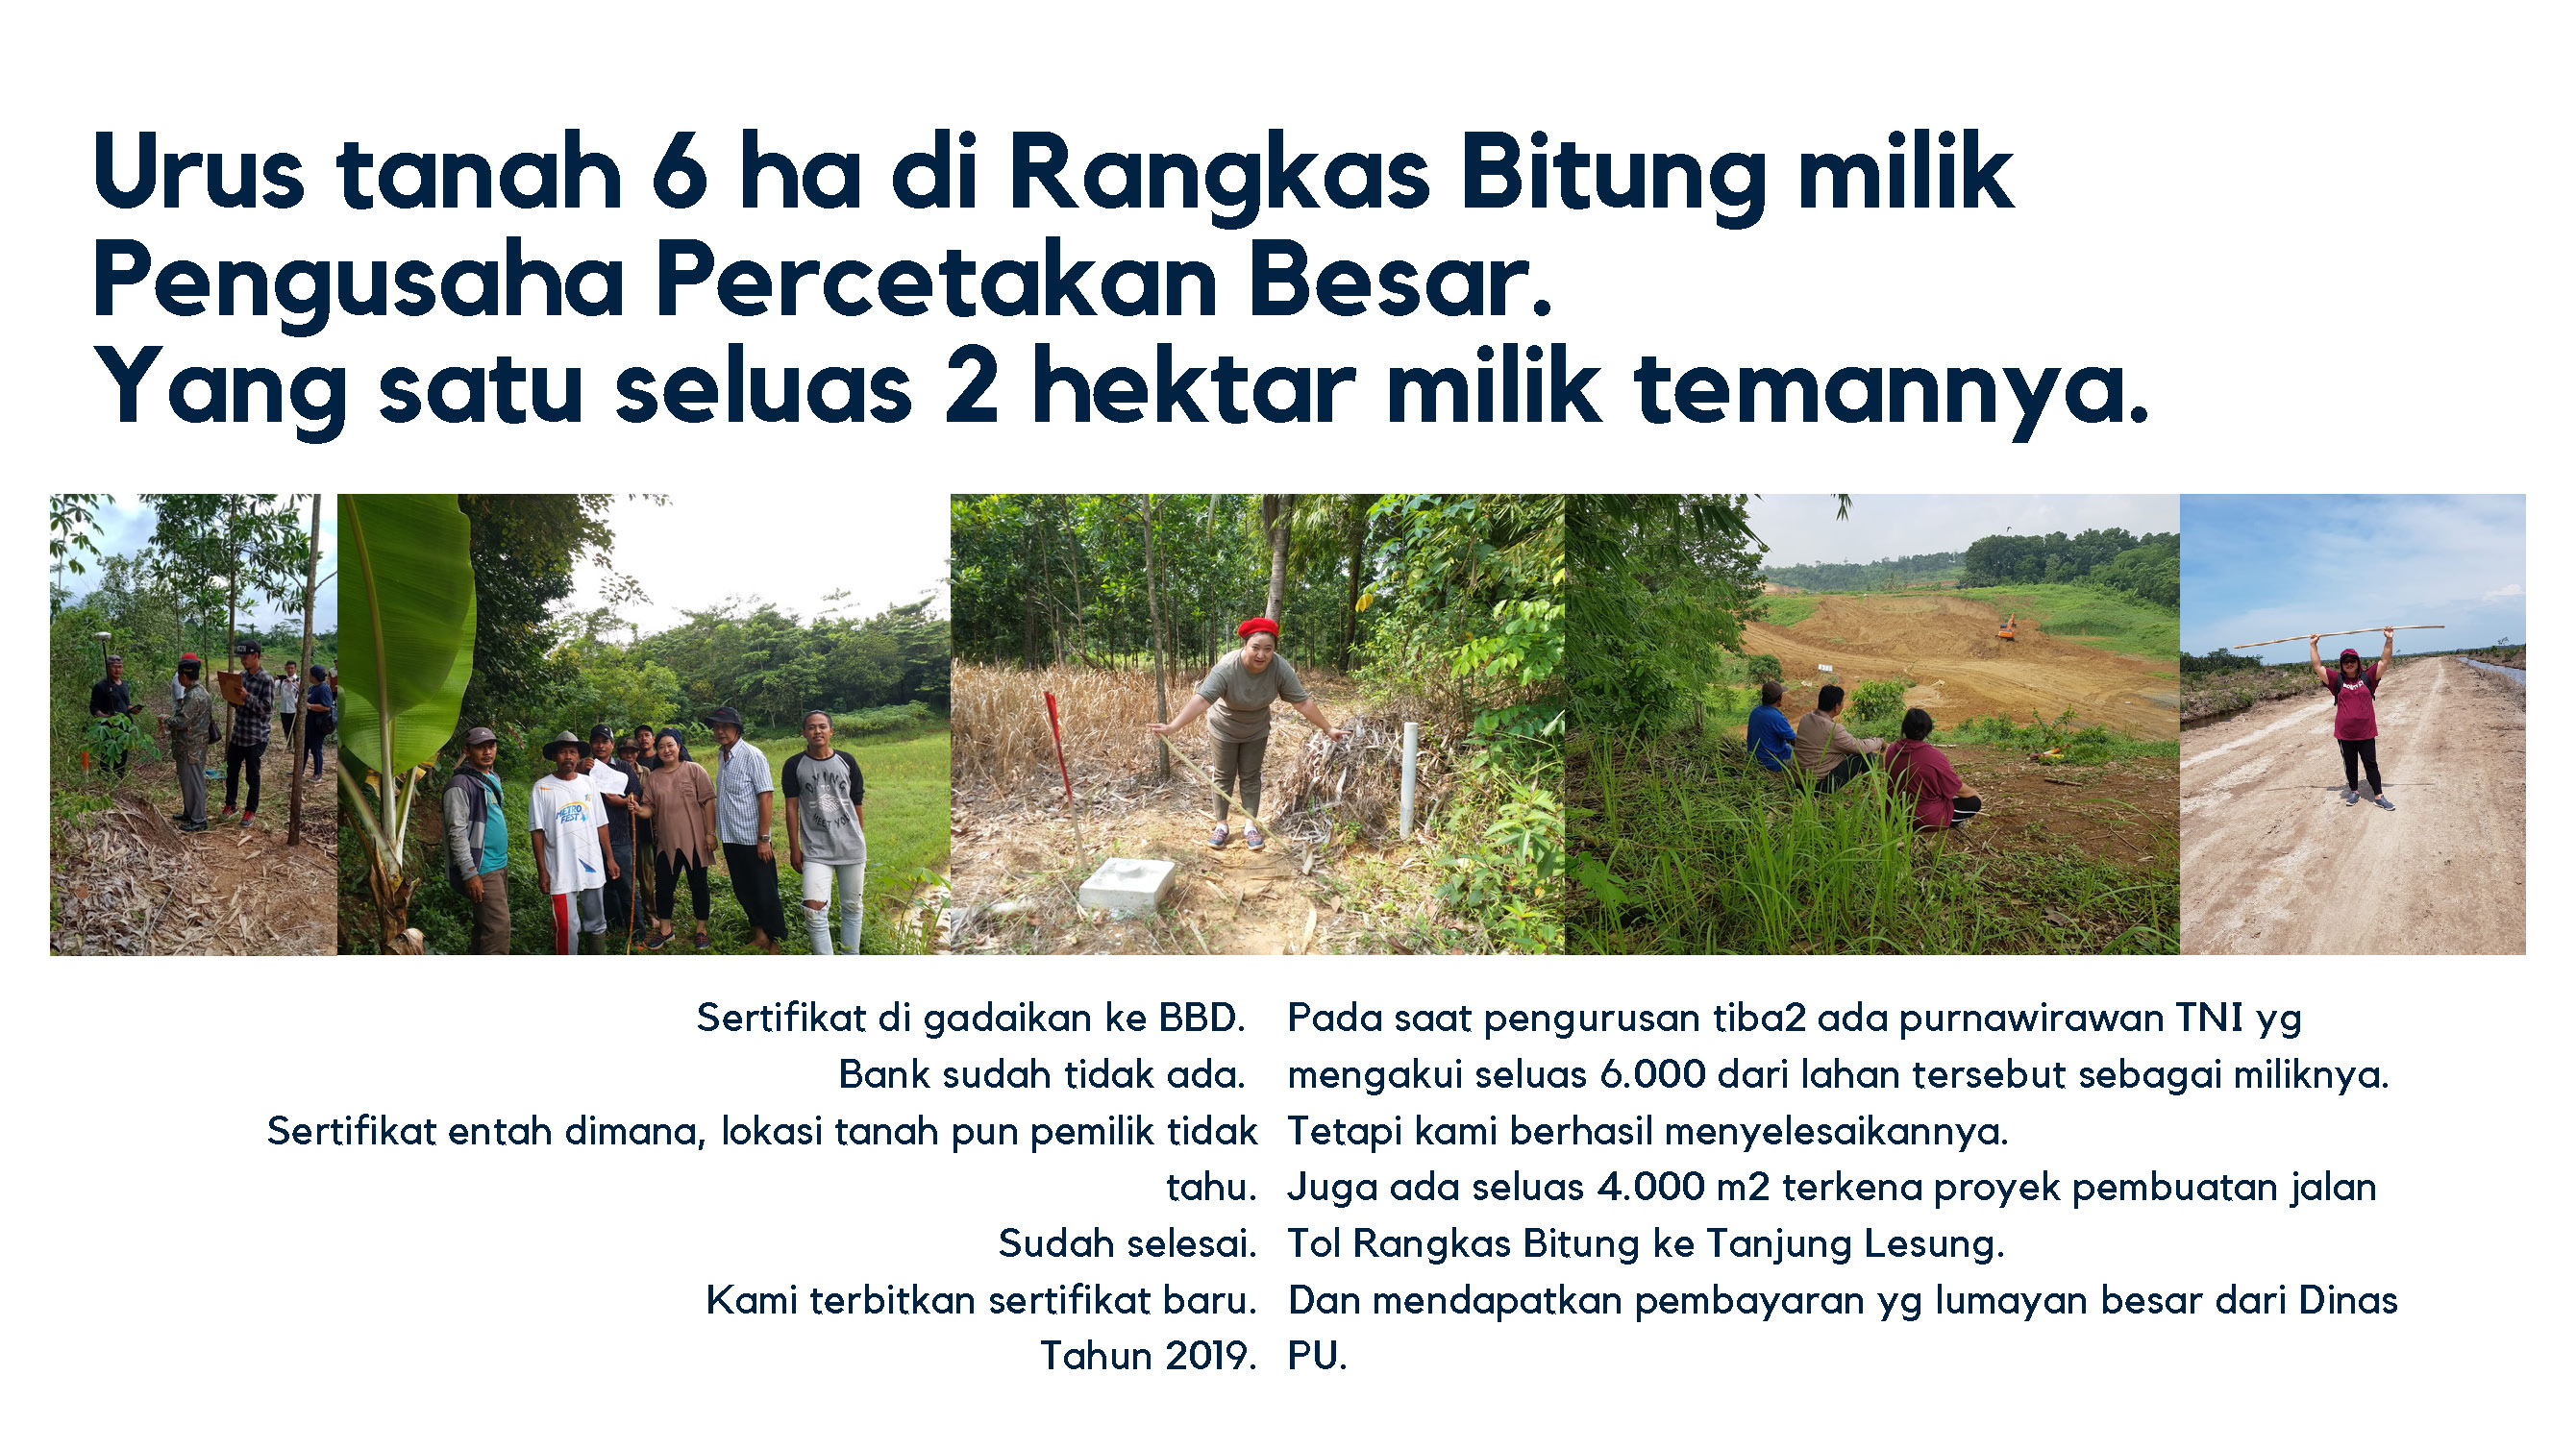 Urus tanah 6 ha di Rangkas Bitung milik
Pengusaha Percetakan Besar.
Yang satu seluas 2 hektar milik temannya.
METRO
FEST
MEET YOU
Sertifikat di gadaikan ke BBD.
Bank sudah tidak ada.
Sertifikat entah dimana, lokasi tanah pun pemilik tidak
tahu.
Sudah selesai.
Kami terbitkan sertifikat baru.
Tahun 2019.
Pada saat pengurusan tiba2 ada purnawirawan TNI yg
mengakui seluas 6.000 dari lahan tersebut sebagai miliknya.
Tetapi kami berhasil menyelesaikannya.
Juga ada seluas 4.000 m2 terkena proyek pembuatan jalan
Tol Rangkas Bitung ke Tanjung Lesung.
Dan mendapatkan pembayaran yg lumayan besar dari Dinas
PU.